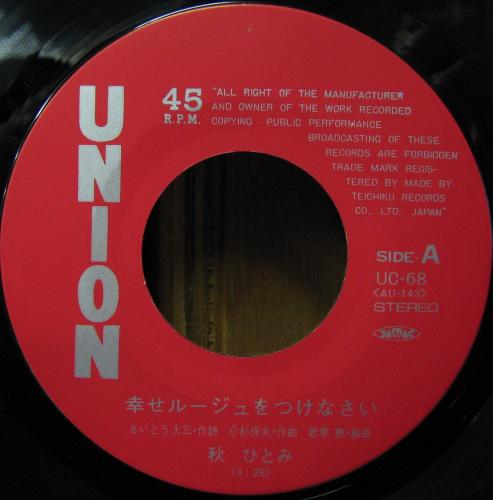 UNION
45
R.P.M.
"ALL RIGHT OF THE MANUFACTURER
AND OWNER OF THE WORK RECORDED
COPYING PUBLIC PERFORMANCE
BROADCASTING OF THESE
RECORDS ARE FORBIDDEN
TRADE MARK REGIS-
TERED BY MADE BY
TEICHIKU RECORDS
CO., LTD. JAPAN"
SIDE-A
UC-68
<AU-143>
STEREO
幸せルージュをつけなさい
さいとう大三・作詩 小杉保夫・作曲 若草 恵・編曲
秋 ひとみ
(3:28)